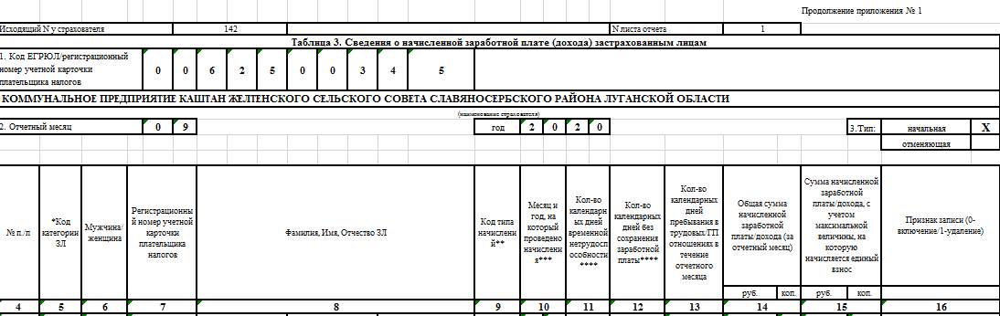 Продолжение приложения № 1
Исходящий N у страхователя 142 N листа отчета 1
Таблица 3. Сведения о начисленной заработной плате (дохода) застрахованным лицам
1. Код ЕГРЮЛ/регистрационный
номер учетной карточки
плательщика налогов
0 0 6 2 5 0 0 3 4 5
КОММУНАЛЬНОЕ ПРЕДПРИЯТИЕ КАШТАН ЖЕЛТЕНСКОГО СЕЛЬСКОГО СОВЕТА СЛАВЯНОСЕРБСКОГО РАЙОНА ЛУГАНСКОЙ ОБЛАСТИ
(наименование страхователя)
2. Отчетный месяц 0 9 год 2 0 2 0 3.Тип: начальная X
отменяющая
№ п./п
*Код
категории
ЗЛ
Мужчина/
женщина
Регистрационны
й номер учетной
карточки
плательщика
налогов
Фамилия, Имя, Отчество ЗЛ
Код типа
начислени
й**
Месяц и
год, на
который
проведено
начислени
я***
Кол-во
календарн
ых дней
временной
нетрудосп
особности
****
Кол-во
календарных
дней без
сохранения
заработной
платы****
Кол-во
календарных
дней
пребывания в
трудовых/ГП
отношениях в
течение
отчетного
месяца
Общая сумма
начисленной
заработной
платы/дохода (за
отчетный месяц)
Сумма начисленной
заработной
платы/дохода, с
учетом
максимальной
величины, на
которую
начисляется единый
взнос
Признак записи (0-
включение/1-удаление)
руб. коп. руб. коп.
4 5 6 7 8 9 10 11 12 13 14 15 16